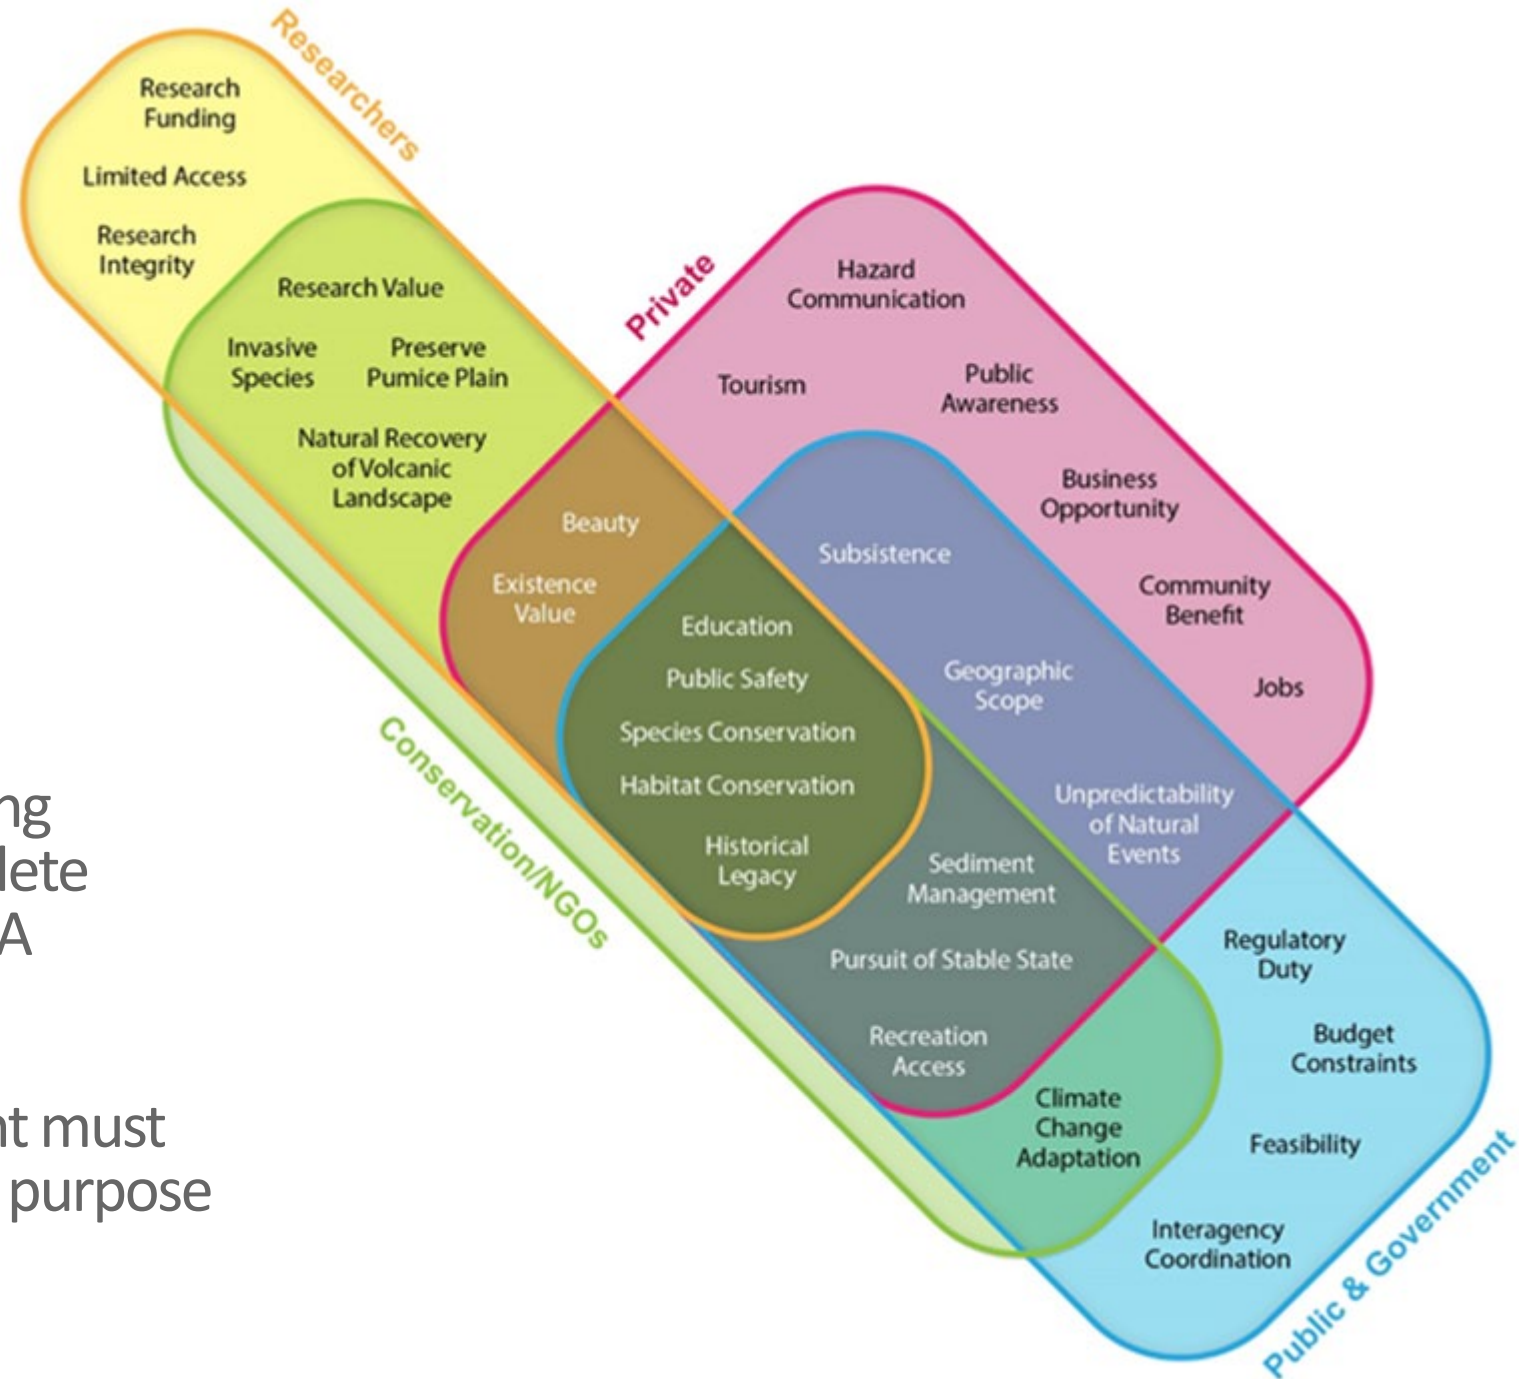 Researchers
Research
Funding
Limited Access
Research
Integrity
Research Value
Invasive
Species
Preserve
Pumice Plain
Natural Recovery
of Volcanic
Landscape
Private
Hazard
Communication
Tourism
Public
Awareness
Business
Opportunity
Community
Benefit
Jobs
Beauty
Existence
Value
Subsistence
Geographic
Scope
Unpredictability
of Natural
Events
Education
Public Safety
Species Conservation
Habitat Conservation
Historical
Legacy
Sediment
Management
Pursuit of Stable State
Recreation
Access
Conservation/NGOs
Climate
Change
Adaptation
Regulatory
Duty
Budget
Constraints
Feasibility
Interagency
Coordination
Public & Government
ng
lete
A
nt must
purpose